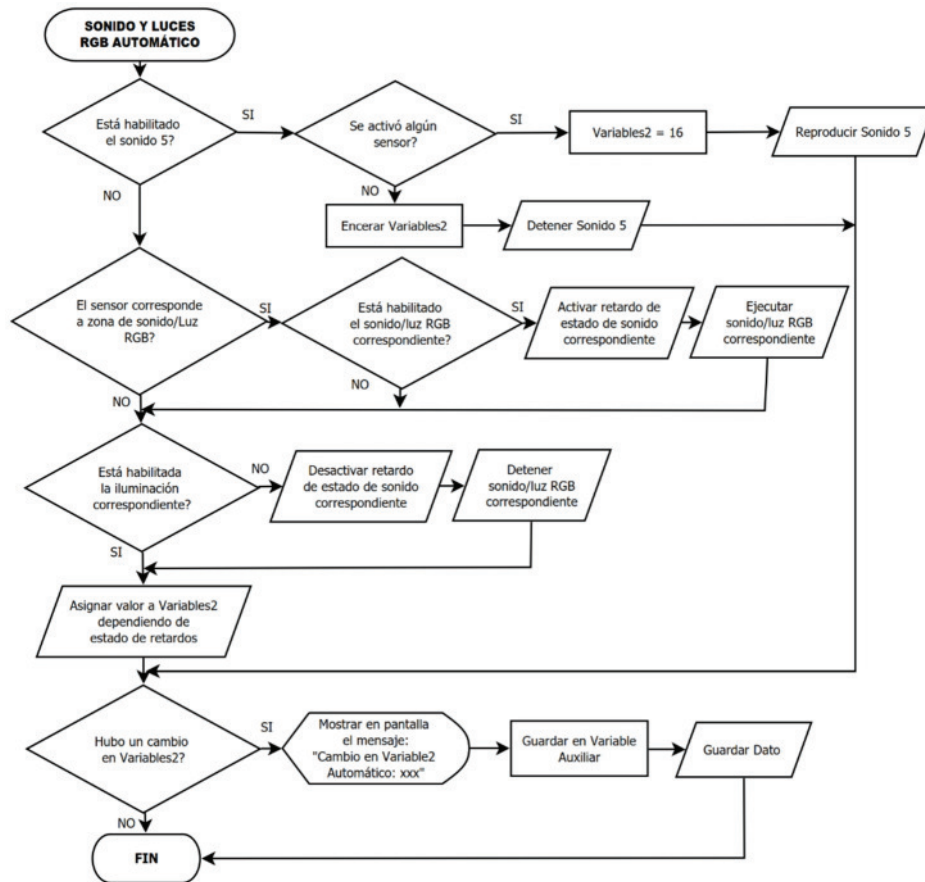 SONIDO Y LUCES
RGB AUTOMÁTICO
Está habilitado
el sonido 5?
SI
Se activó algún
sensor?
SI
Variables2 = 16
Reproducir Sonido 5
NO
NO
Encerar Variables2
Detener Sonido 5
El sensor corresponde
a zona de sonido/Luz
RGB?
SI
Está habilitado
el sonido/luz RGB
correspondiente?
SI
Activar retardo de
estado de sonido
correspondiente
Ejecutar
sonido/luz RGB
correspondiente
NO
NO
Está habilitada
la iluminación
correspondiente?
NO
Desactivar retardo
de estado de sonido
correspondiente
Detener
sonido/luz RGB
correspondiente
SI
Asignar valor a Variables2
dependiendo de
estado de retardos
Hubo un cambio
en Variables2?
SI
Mostrar en pantalla
el mensaje:
"Cambio en Variable2
Automático: xxx"
Guardar en Variable
Auxiliar
Guardar Dato
NO
FIN